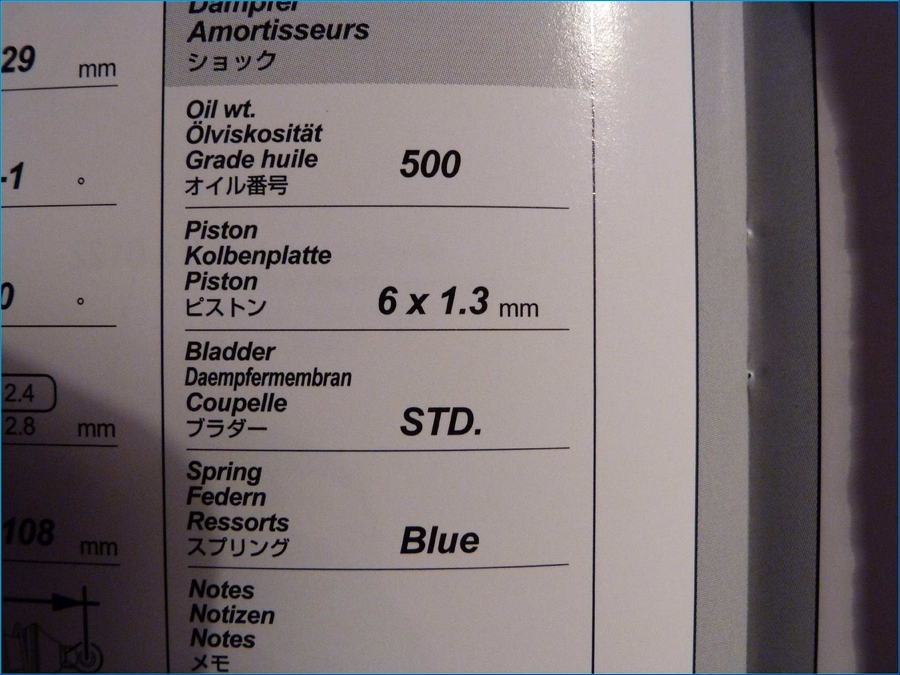 Dämpfer
Amortisseurs
ショック
29 mm
Oil wt.
Ölviskosität
Grade huile
オイル番号
500
-1 °
Piston
Kolbenplatte
Piston
ピストン
6 x 1.3 mm
0 °
Bladder
Daempfermembran
Coupelle
ブラダー
STD.
2.4
2.8 mm
Spring
Federn
Ressorts
スプリング
Blue
108 mm
Notes
Notizen
Notes
メモ